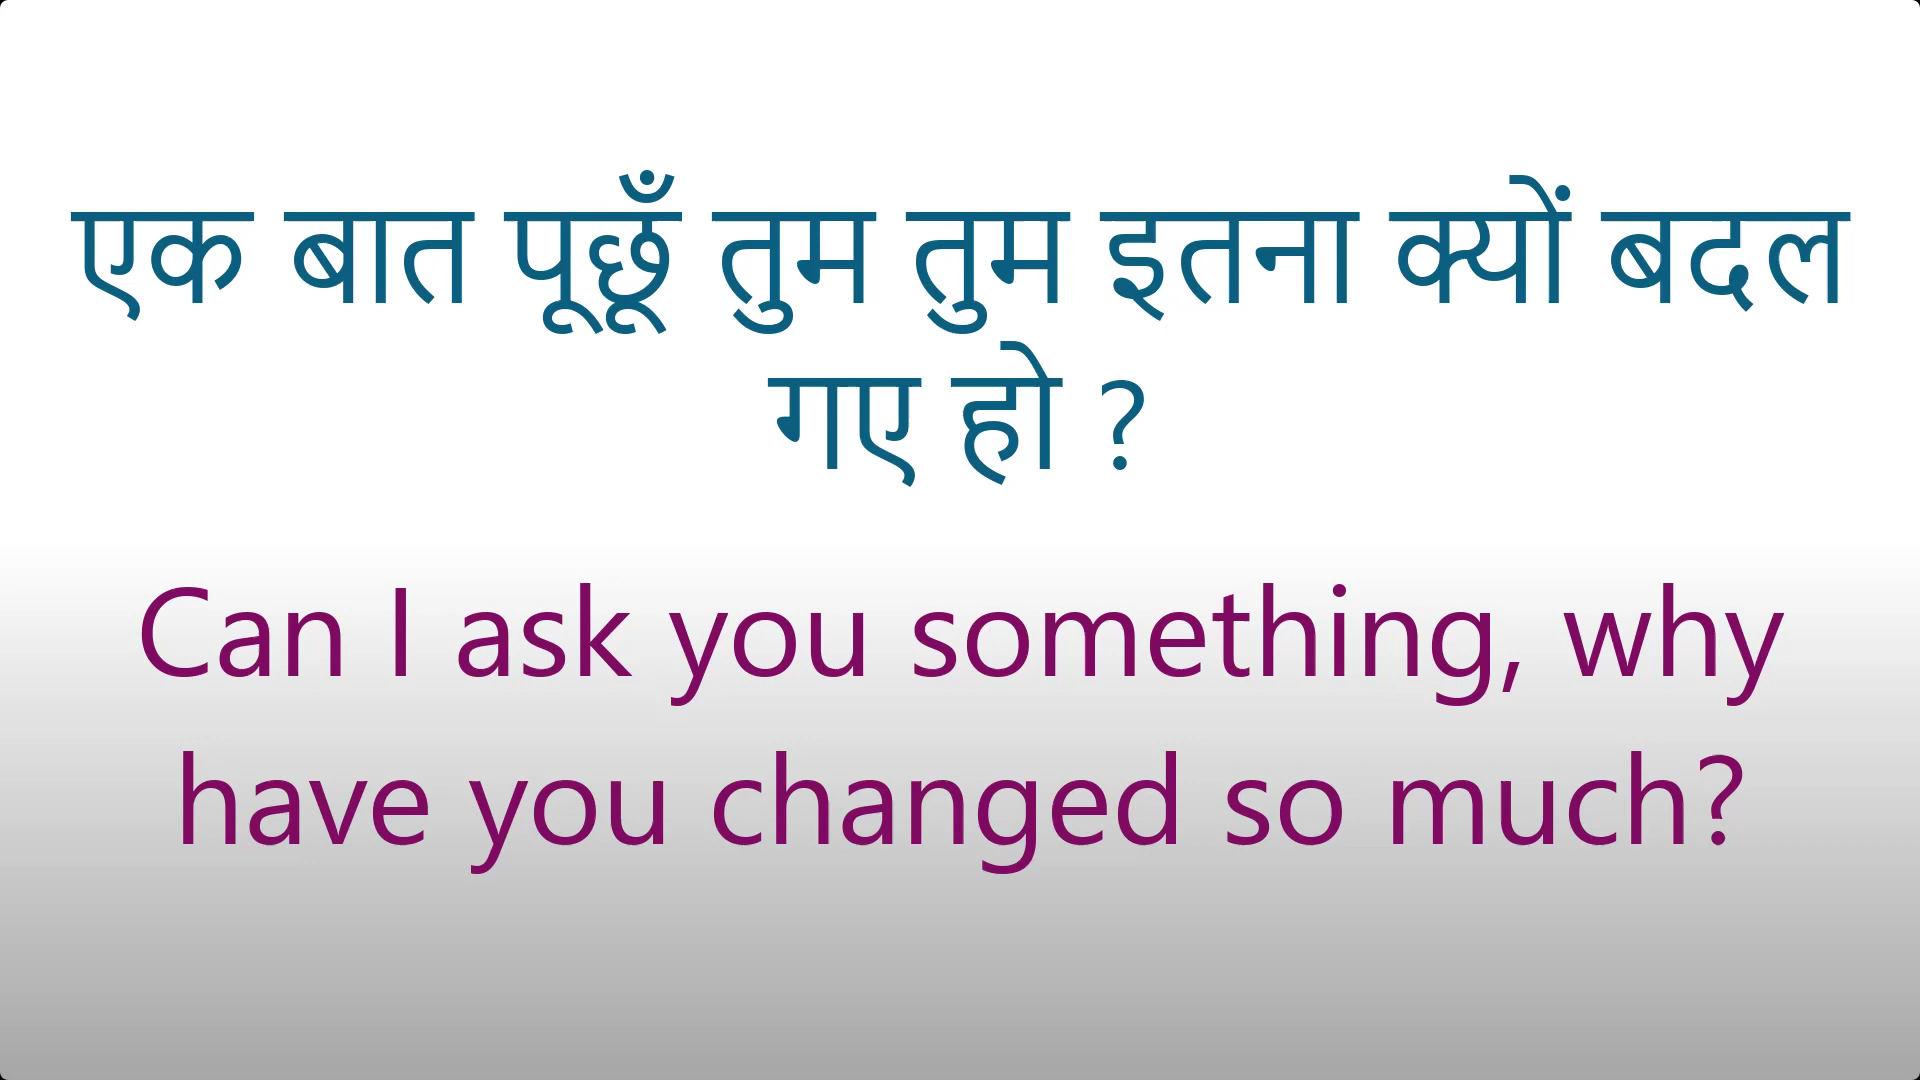 एक बात पूछूँ तुम तुम इतना क्यों बदल
गए हो ?
Can I ask you something, why
have you changed so much?